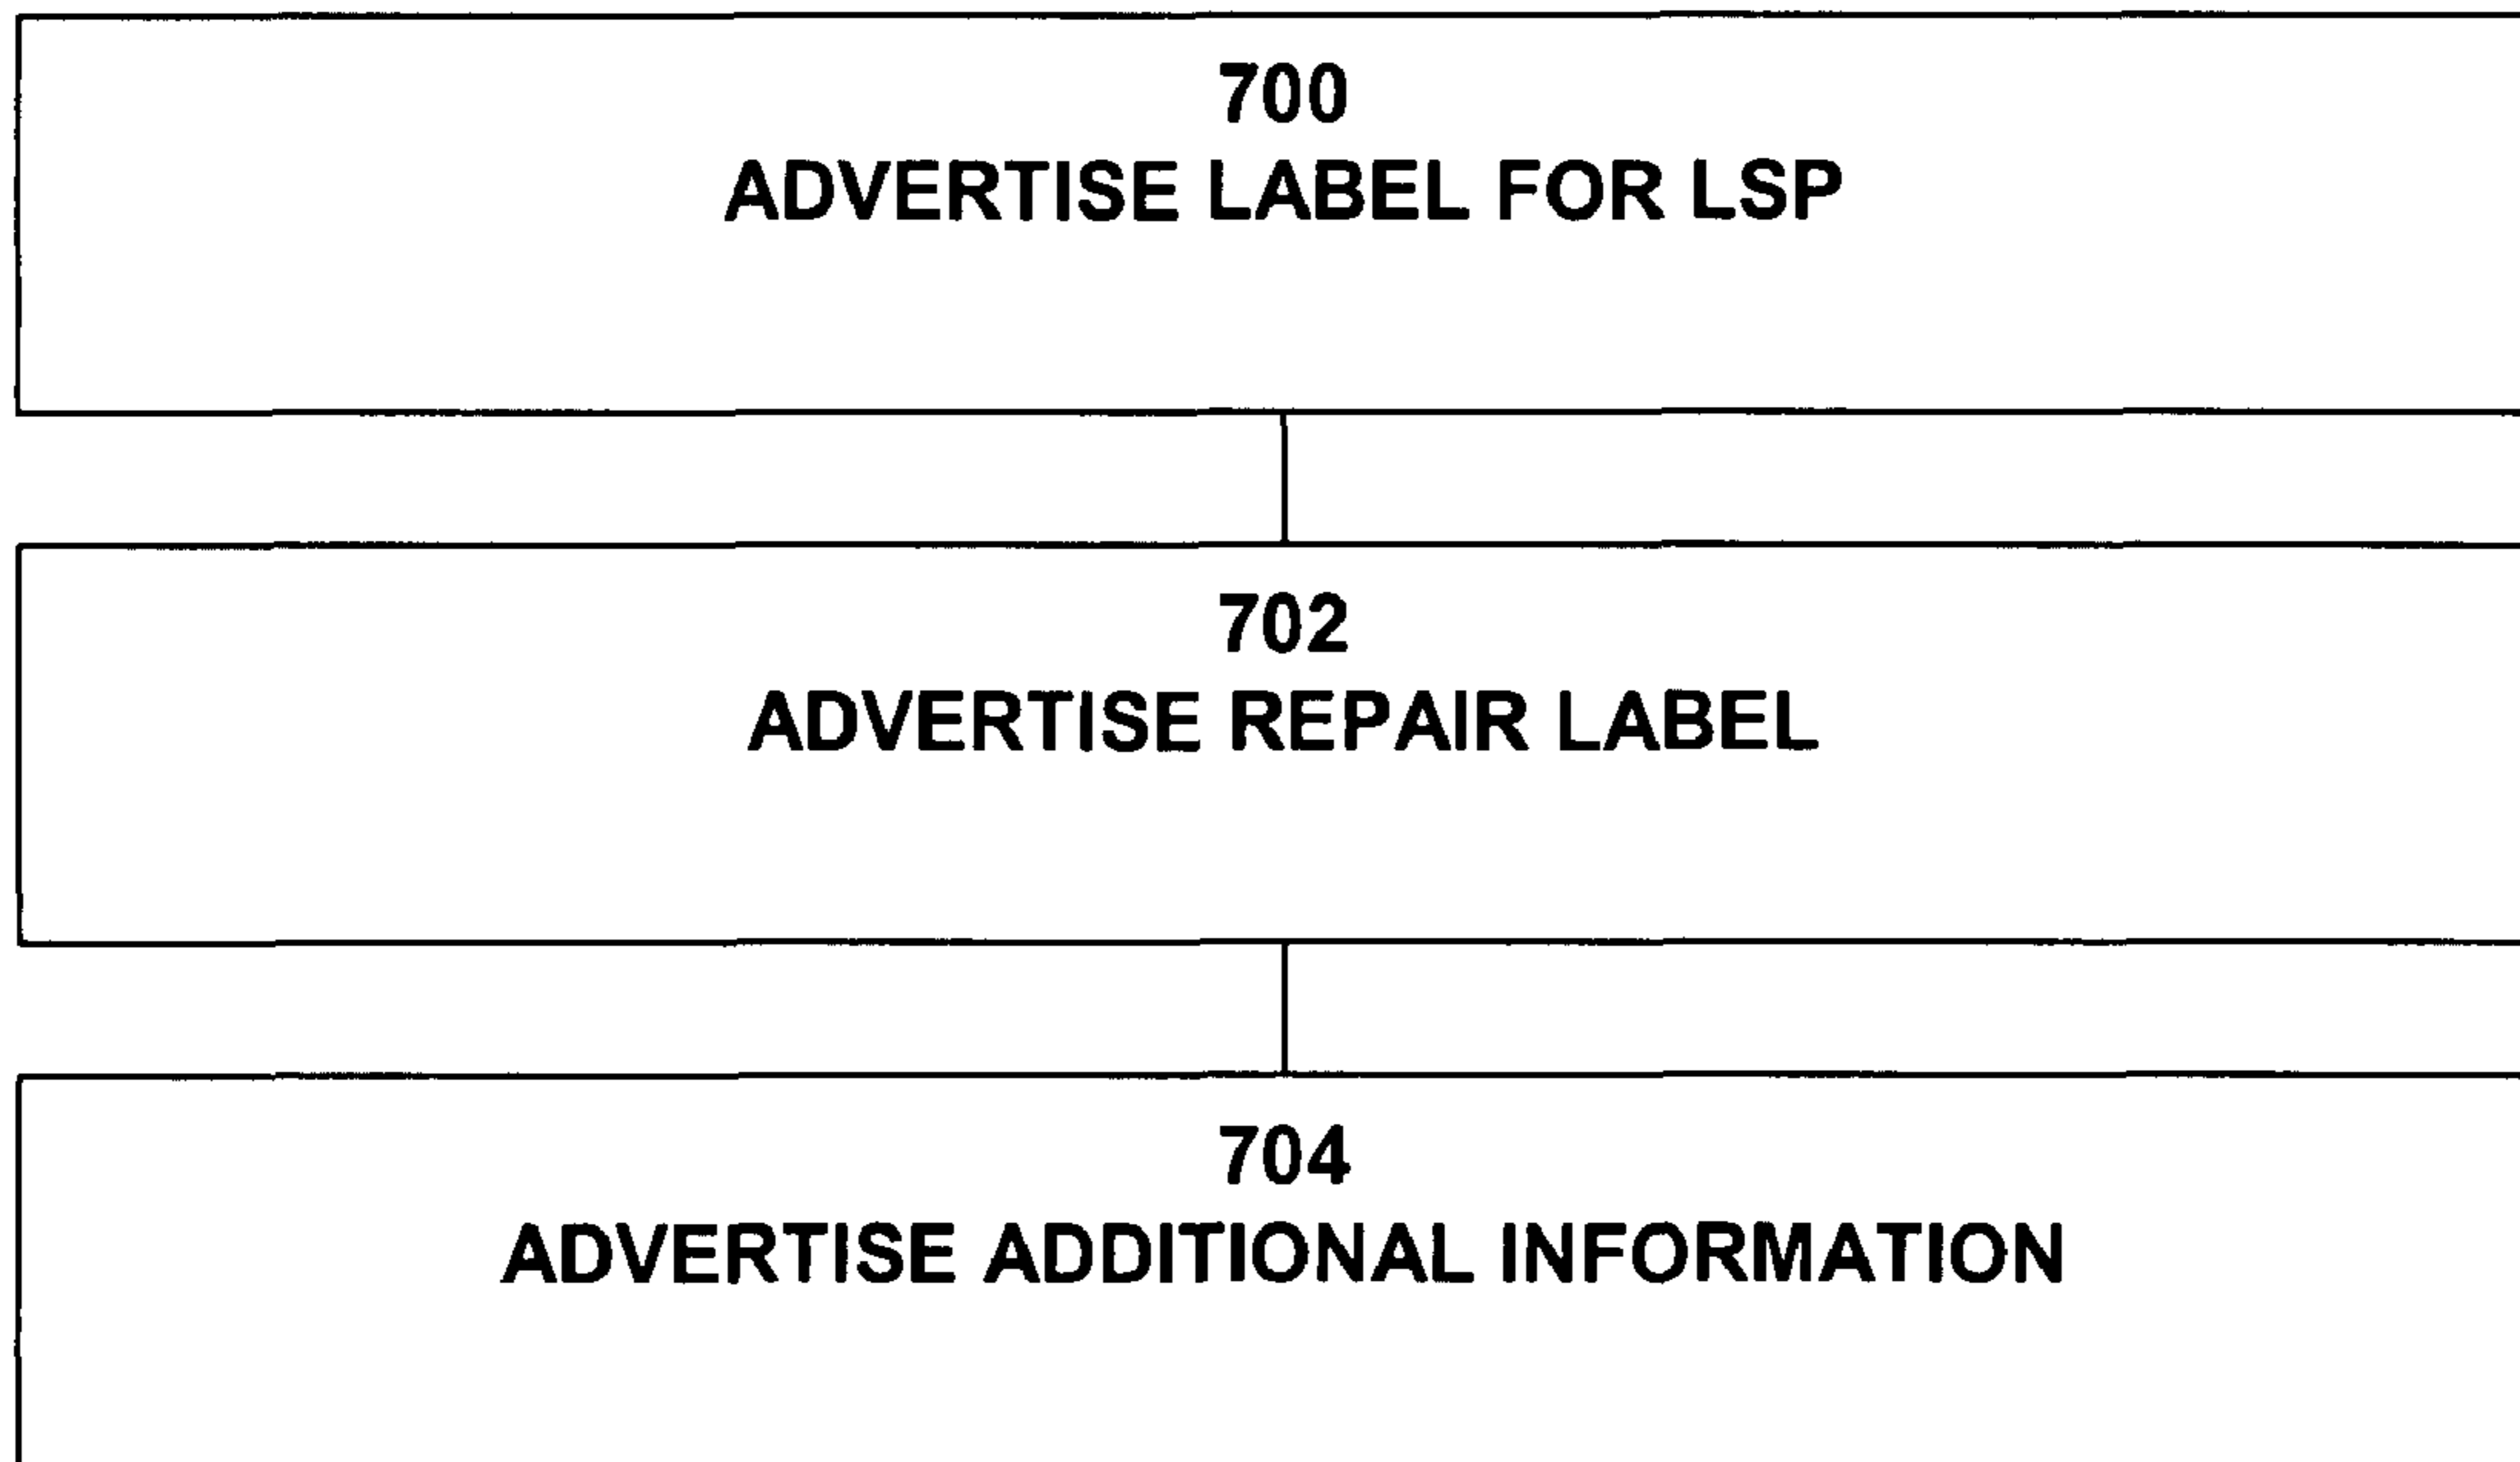 700
ADVERTISE LABEL FOR LSP
702
ADVERTISE REPAIR LABEL
704
ADVERTISE ADDITIONAL INFORMATION